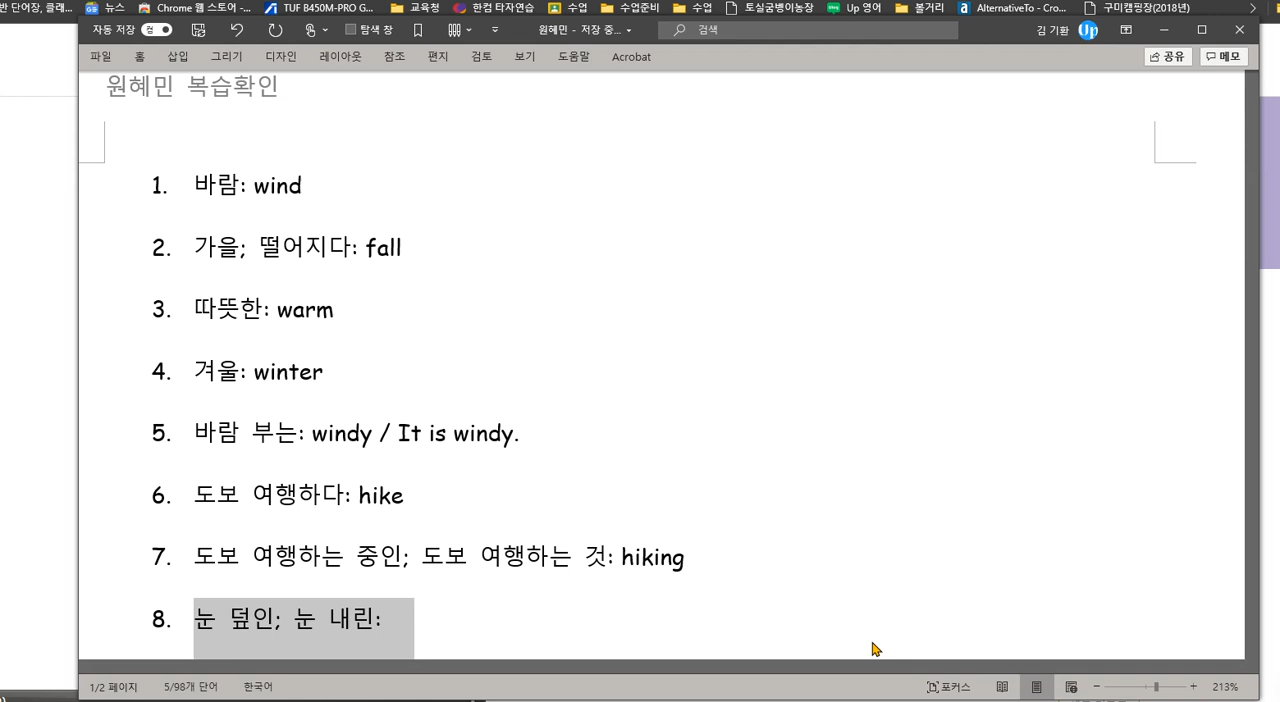 반 단어장, 클래... 뉴스 Chrome 웹 스토어 -... TUF B450M-PRO G... 교육청 한컴 타자연습 수업 수업준비 수업 토실굼벵이농장 Up 영어 볼거리 AlternativeTo - Cro... 구미캠핑장(2018년)
자동 저장 탐색 창 원혜민 - 저장 중... 검색 김 기환 Up
파일 홈 삽입 그리기 디자인 레이아웃 참조 편지 검토 보기 도움말 Acrobat 공유 메모
원혜민 복습확인
1. 바람: wind
2. 가을; 떨어지다: fall
3. 따뜻한: warm
4. 겨울: winter
5. 바람 부는: windy / It is windy.
6. 도보 여행하다: hike
7. 도보 여행하는 중인; 도보 여행하는 것: hiking
8. 눈 덮인; 눈 내린:
1/2 페이지 5/98개 단어 한국어 포커스 213%